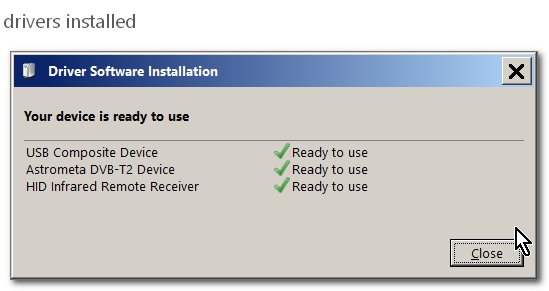 drivers installed
Driver Software Installation
Your device is ready to use
USB Composite Device Ready to use
Astrometa DVB-T2 Device Ready to use
HID Infrared Remote Receiver Ready to use
Close